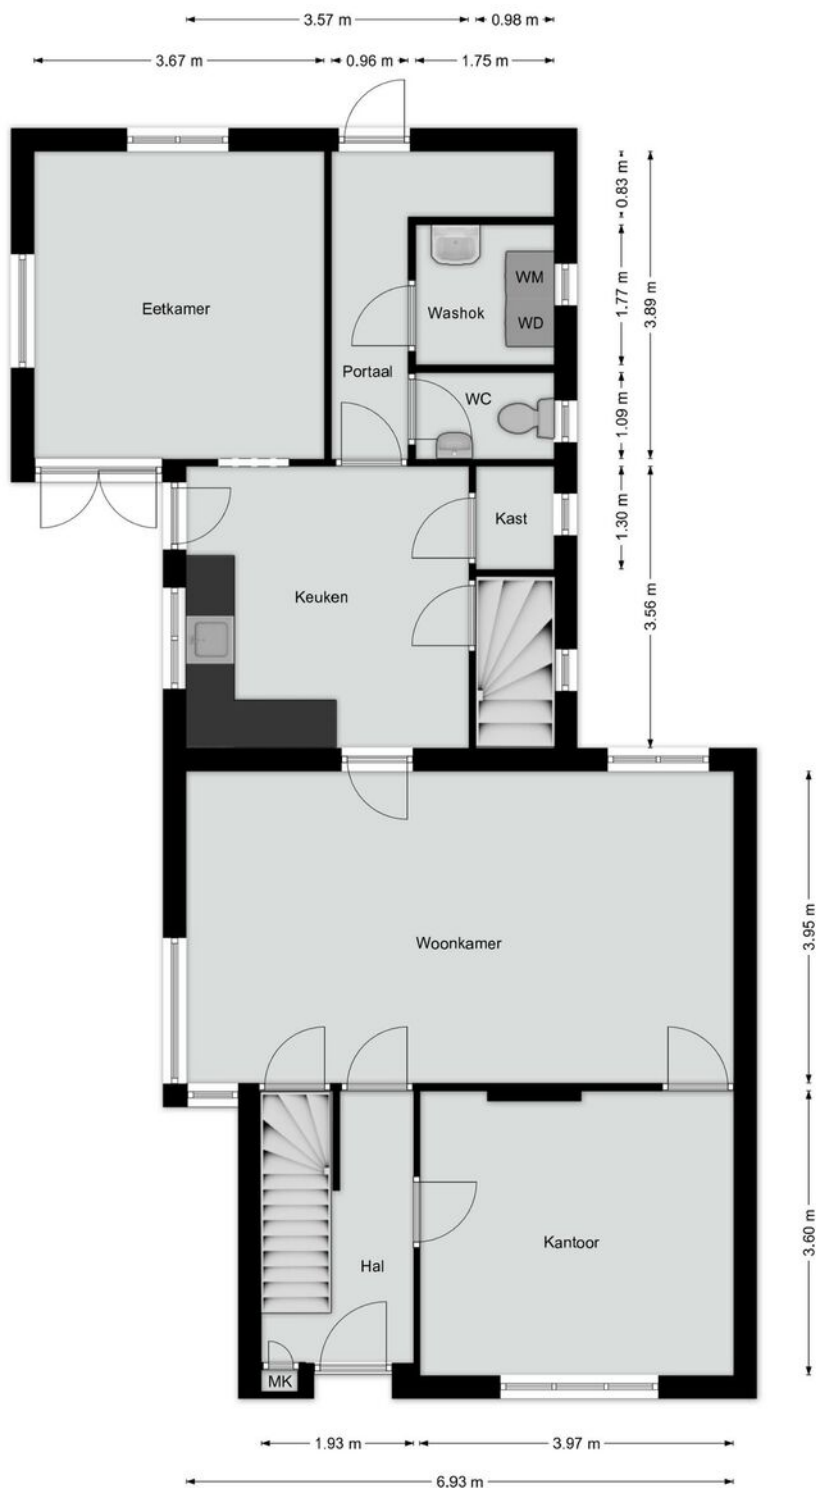 3.57 m
0.98 m
3.67 m
0.96 m
1.75 m
0.83 m
1.77 m
3.89 m
1.09 m
1.30 m
3.56 m
3.95 m
3.60 m
Eetkamer
WM
Washok
WD
Portaal
WC
Kast
Keuken
Woonkamer
Kantoor
Hal
MK
1.93 m
3.97 m
6.93 m